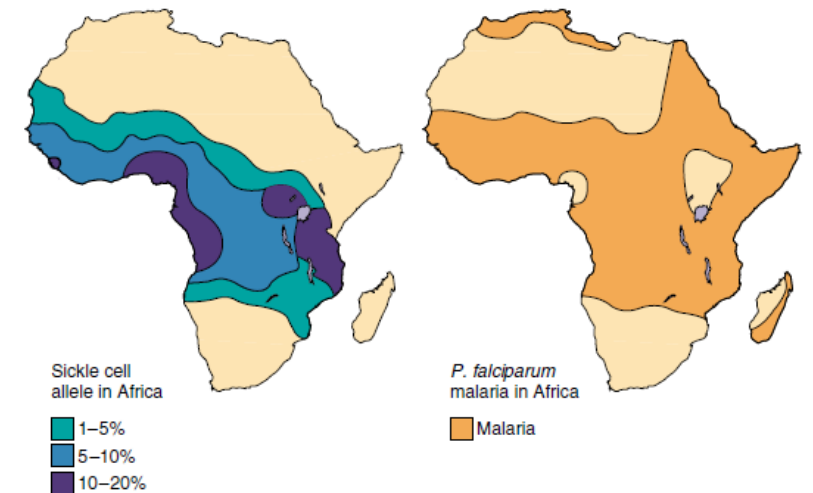 Sickle cell
allele in Africa
1–5%
5–10%
10–20%
P. falciparum
malaria in Africa
Malaria